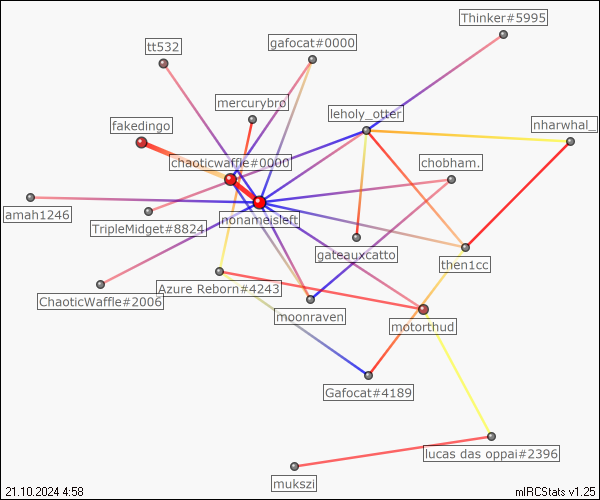 Thinker#5995
gafocat#0000
tt532
mercurybro
leholy_otter
fakedingo
nharwhal_
chaoticwaffle#0000
chobham.
amah1246
nonameisleft
TripleMidget#8824
gateauxcatto
then1cc
Azure Reborn#4243
ChaoticWaffle#2006
moonraven
motorthud
Gafocat#4189
lucas das oppai#2396
mukszi
21.10.2024 4:58
mIRCStats v1.25